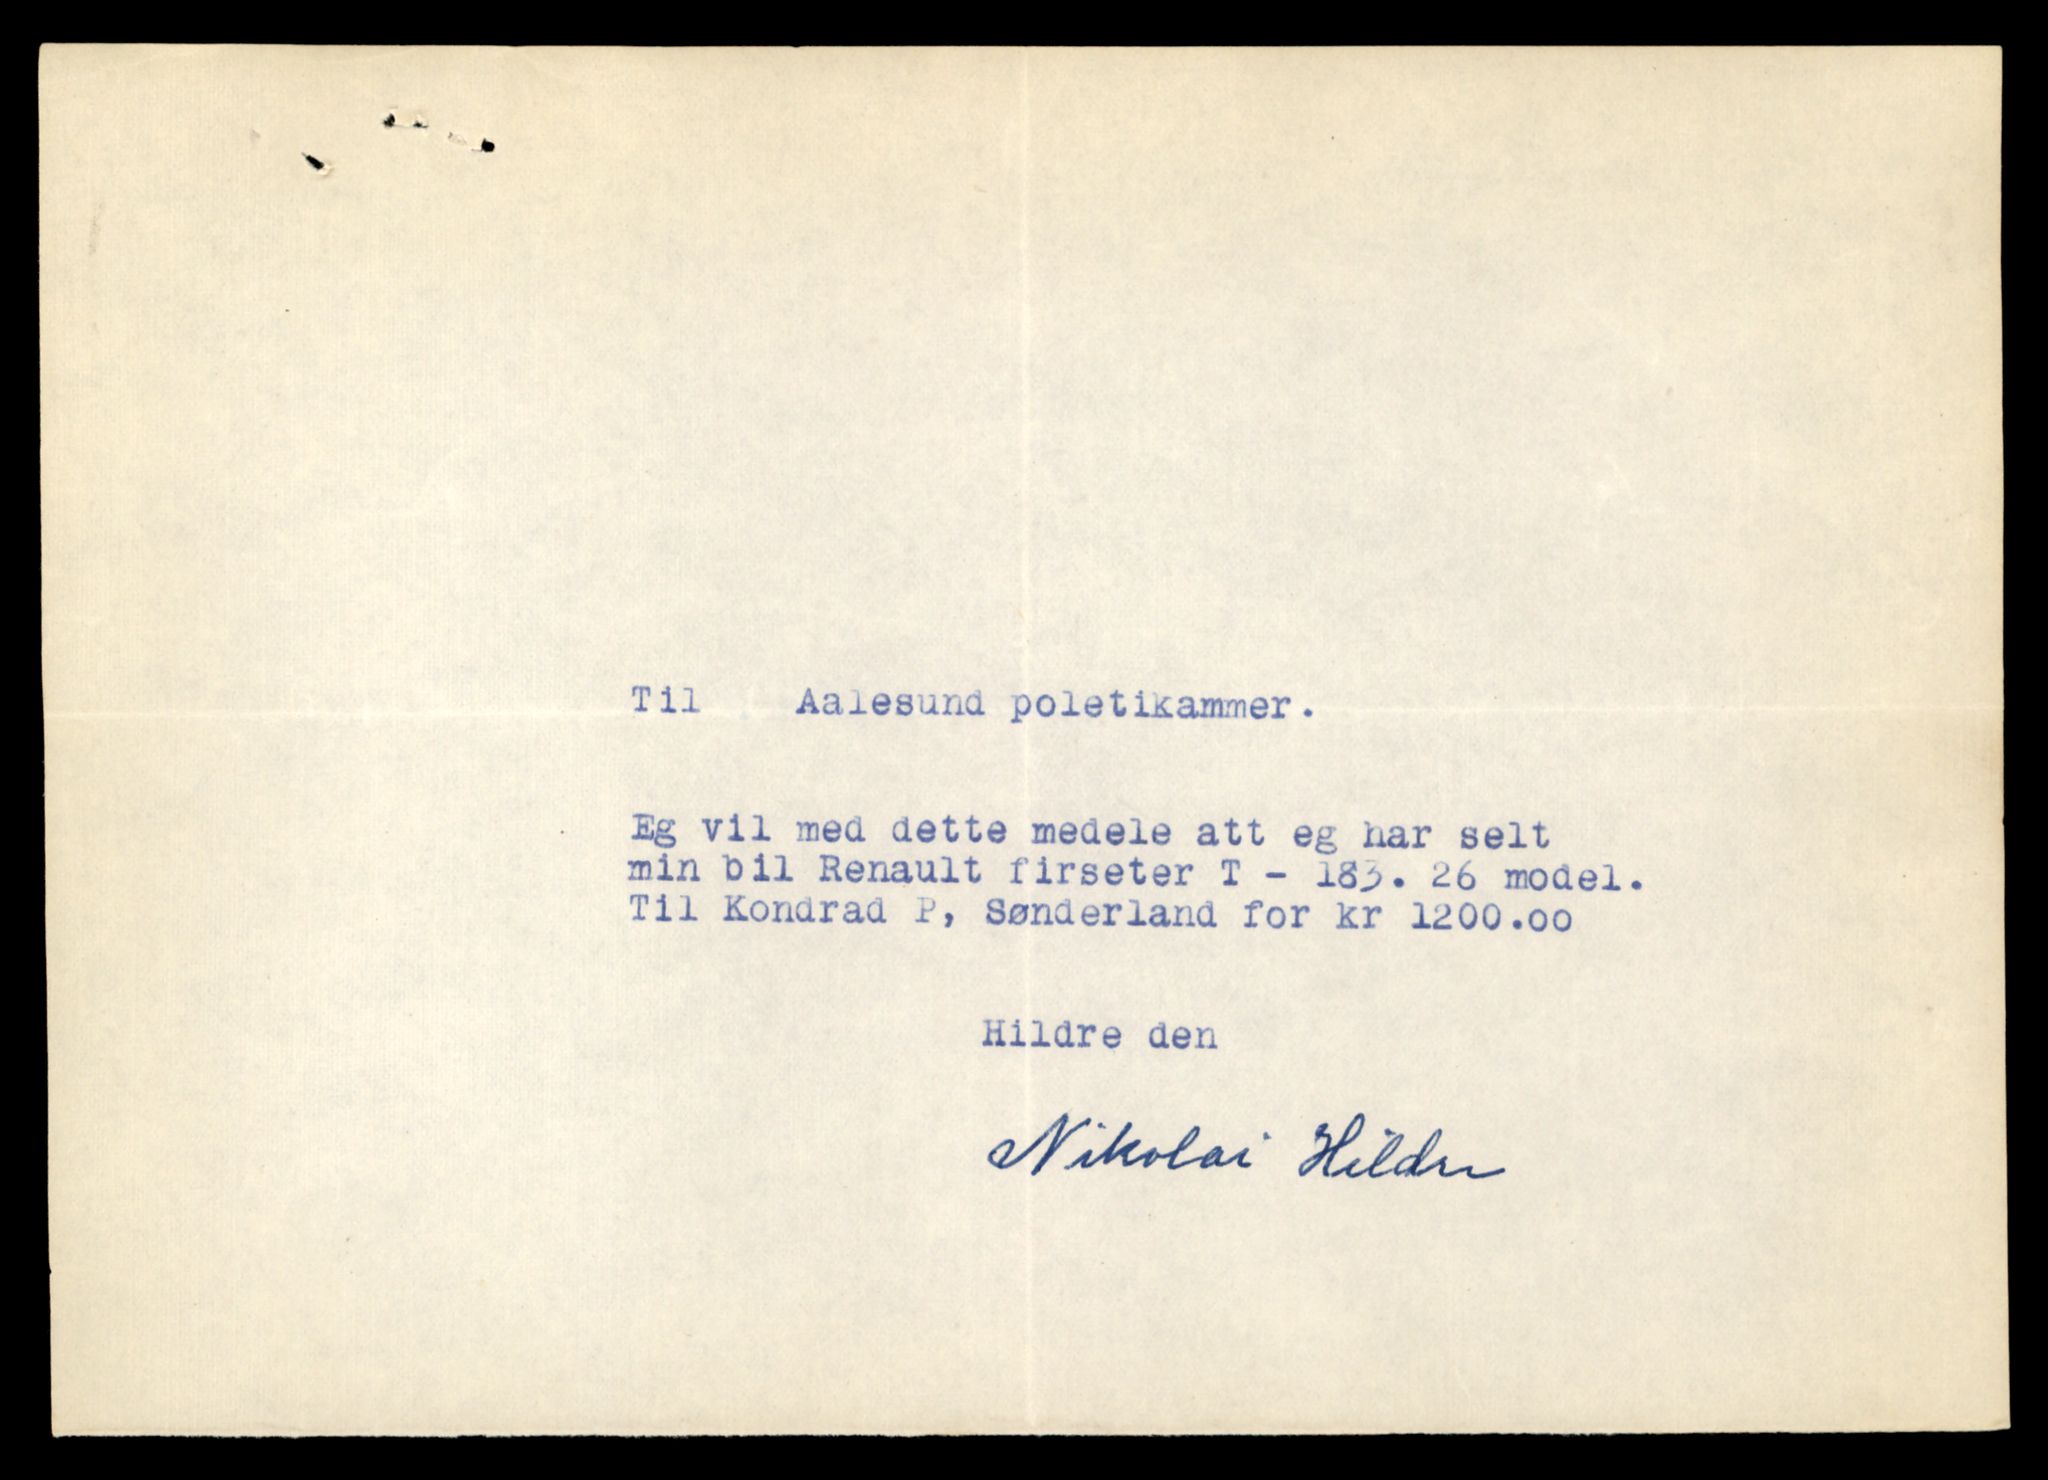 Til Aalesund poletikammer.
Eg vil med dette medele att eg har selt
min bil Renault firseter T - 183. 26 model.
Til Kondrad P, Sønderland for kr 1200.oo
Hildre den
Nikolai Hildre